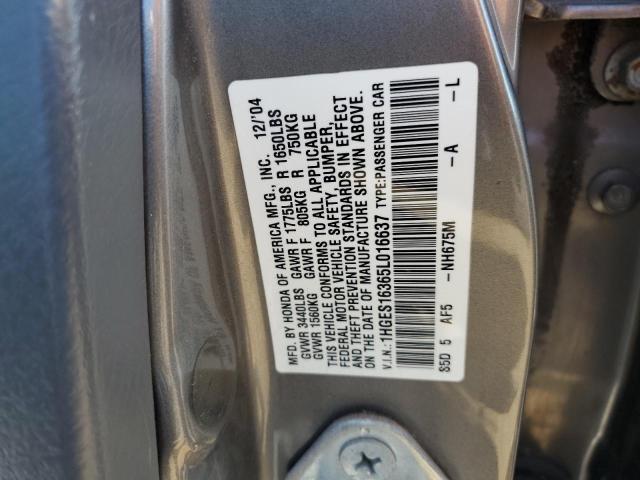 MFD. BY HONDA OF AMERICA MFG., INC. 12/'04
GVWR 3440LBS GAWR F 1775LBS R 1650LBS
GVWR 1560KG GAWR F 805KG R 750KG
THIS VEHICLE CONFORMS TO ALL APPLICABLE
FEDERAL MOTOR VEHICLE SAFETY, BUMPER,
AND THEFT PREVENTION STANDARDS IN EFFECT
ON THE DATE OF MANUFACTURE SHOWN ABOVE.
V.I.N.: 1HGES16365L016637 TYPE:PASSENGER CAR
S5D 5 AF5 -NH675M -A -L